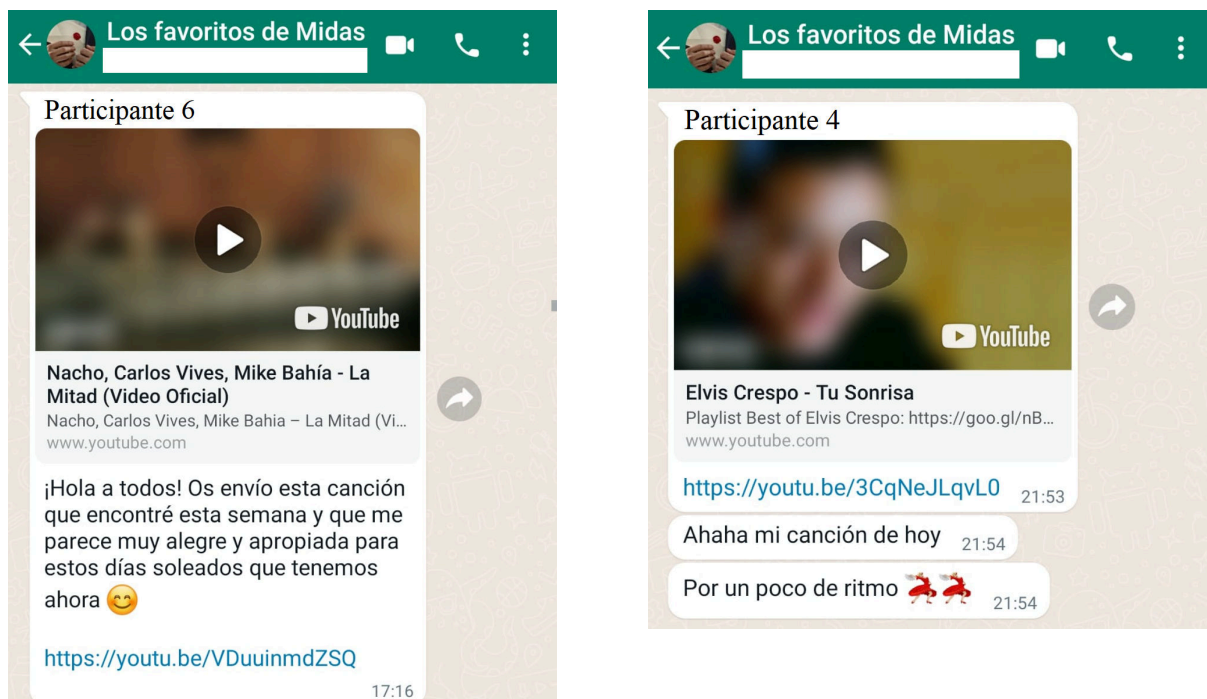 Los favoritos de Midas
Participante 6
YouTube
Nacho, Carlos Vives, Mike Bahía - La
Mitad (Video Oficial)
Nacho, Carlos Vives, Mike Bahia – La Mitad (Vi...
www.youtube.com
¡Hola a todos! Os envío esta canción
que encontré esta semana y que me
parece muy alegre y apropiada para
estos días soleados que tenemos
ahora 😊
https://youtu.be/VDuuinmdZSQ
17:16
Los favoritos de Midas
Participante 4
YouTube
Elvis Crespo - Tu Sonrisa
Playlist Best of Elvis Crespo: https://goo.gl/nB...
www.youtube.com
https://youtu.be/3CqNeJLqvL0 21:53
Ahaha mi canción de hoy 21:54
Por un poco de ritmo 💃💃 21:54